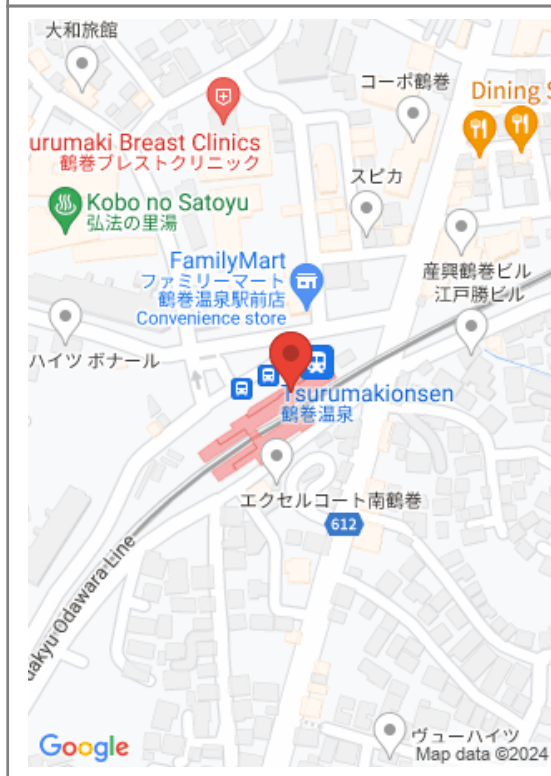 大和旅館
コーポ鶴巻
Dining S
urumaki Breast Clinics
鶴巻ブレストクリニック
スピカ
Kobo no Satoyu
弘法の里湯
FamilyMart
ファミリーマート
鶴巻温泉駅前店
Convenience store
産興鶴巻ビル
江戸勝ビル
ハイツ ボナール
Tsurumakionsen
鶴巻温泉
エクセルコート南鶴巻
612
dakyu Odawara Line
ヴューハイツ
Google
Map data ©2024